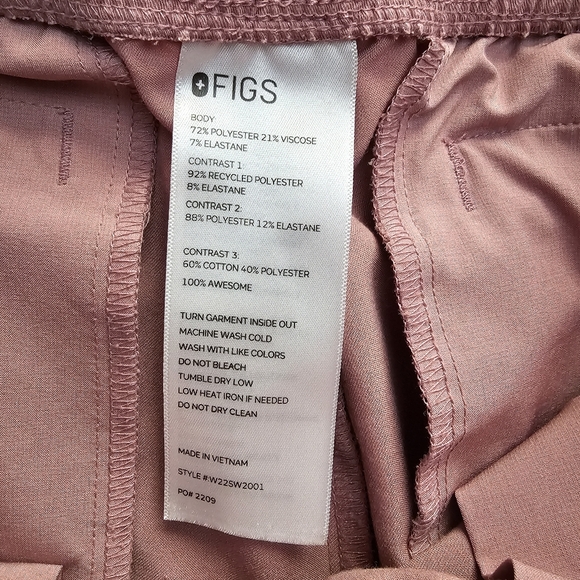 FIGS
BODY:
72% POLYESTER 21% VISCOSE
7% ELASTANE
CONTRAST 1:
92% RECYCLED POLYESTER
8% ELASTANE
CONTRAST 2:
88% POLYESTER 12% ELASTANE
CONTRAST 3:
60% COTTON 40% POLYESTER
100% AWESOME
TURN GARMENT INSIDE OUT
MACHINE WASH COLD
WASH WITH LIKE COLORS
DO NOT BLEACH
TUMBLE DRY LOW
LOW HEAT IRON IF NEEDED
DO NOT DRY CLEAN
MADE IN VIETNAM
STYLE #:W22SW2001
PO# 2209